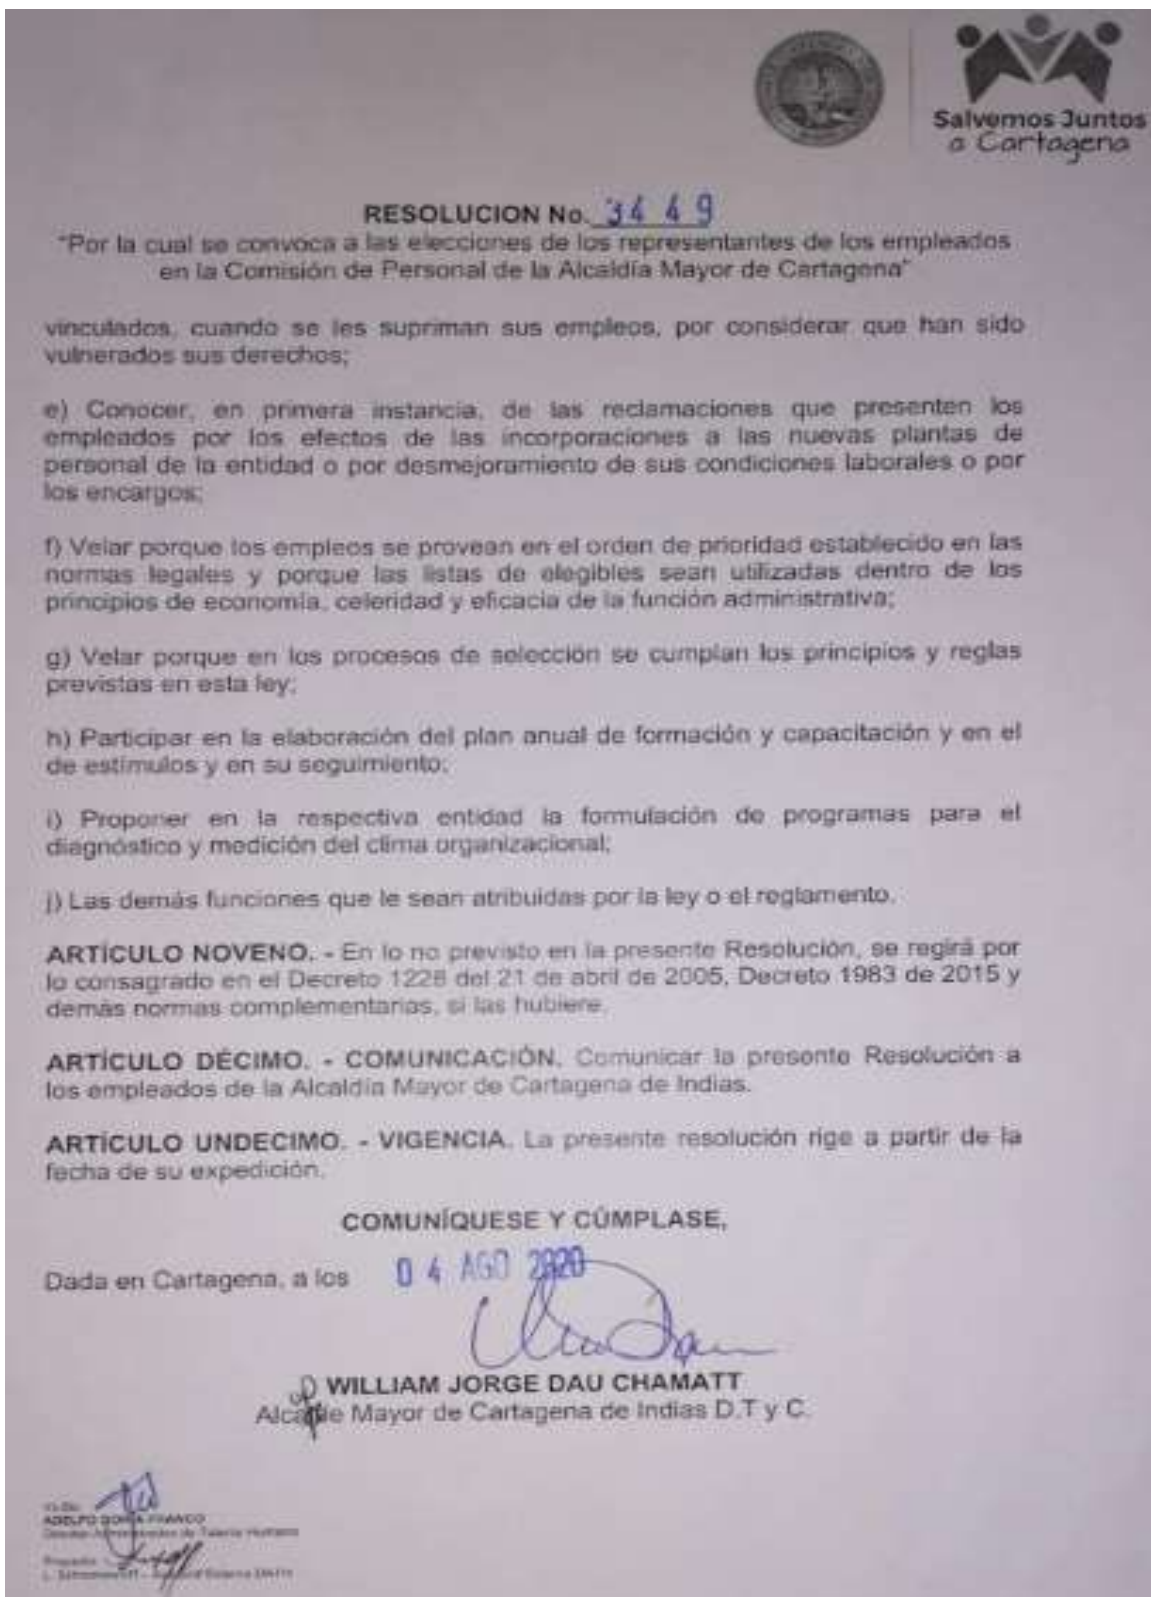 Salvemos Juntos
a Cartagena
RESOLUCION No. 3449
"Por la cual se convoca a las elecciones de los representantes de los empleados
en la Comisión de Personal de la Alcaldía Mayor de Cartagena"
vinculados, cuando se les supriman sus empleos, por considerar que han sido
vulnerados sus derechos;
e) Conocer, en primera instancia, de las reclamaciones que presenten los
empleados por los efectos de las incorporaciones a las nuevas plantas de
personal de la entidad o por desmejoramiento de sus condiciones laborales o por
los encargos;
f) Velar porque los empleos se provean en el orden de prioridad establecido en las
normas legales y porque las listas de elegibles sean utilizadas dentro de los
principios de economía, celeridad y eficacia de la función administrativa;
g) Velar porque en los procesos de selección se cumplan los principios y reglas
previstas en esta ley;
h) Participar en la elaboración del plan anual de formación y capacitación y en el
de estímulos y en su seguimiento;
i) Proponer en la respectiva entidad la formulación de programas para el
diagnóstico y medición del clima organizacional;
j) Las demás funciones que le sean atribuidas por la ley o el reglamento.
ARTÍCULO NOVENO. - En lo no previsto en la presente Resolución, se regirá por
lo consagrado en el Decreto 1228 del 21 de abril de 2005, Decreto 1983 de 2015 y
demás normas complementarias, si las hubiere.
ARTÍCULO DÉCIMO. - COMUNICACIÓN. Comunicar la presente Resolución a
los empleados de la Alcaldía Mayor de Cartagena de Indias.
ARTÍCULO UNDECIMO. - VIGENCIA. La presente resolución rige a partir de la
fecha de su expedición.
COMUNÍQUESE Y CÚMPLASE,
Dada en Cartagena, a los 04 AGO 2020
WILLIAM JORGE DAU CHAMATT
Alcalde Mayor de Cartagena de Indias D.T y C.
Vo.Bo.
ADELFO DORIA FRANCO
Director Administrativo de Talento Humano